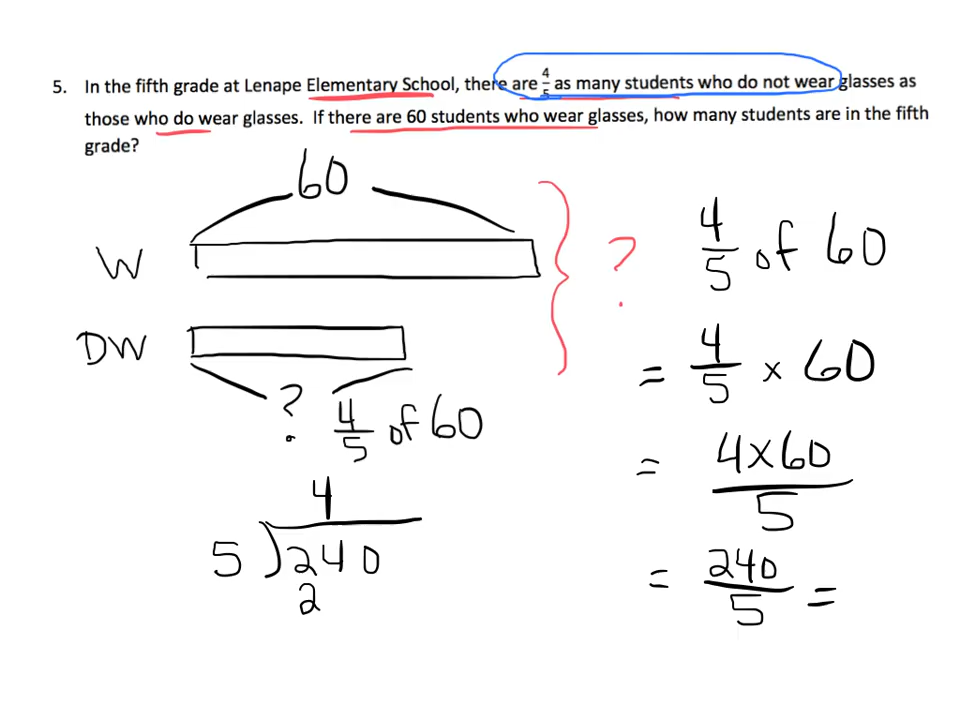 5. In the fifth grade at Lenape Elementary School, there are 4/5 as many students who do not wear glasses as
those who do wear glasses. If there are 60 students who wear glasses, how many students are in the fifth
grade?
60
W
?
DW
? 4/5 of 60
4
5 ) 240
2
4/5 of 60
= 4/5 x 60
= 4x60/5
= 240/5 =